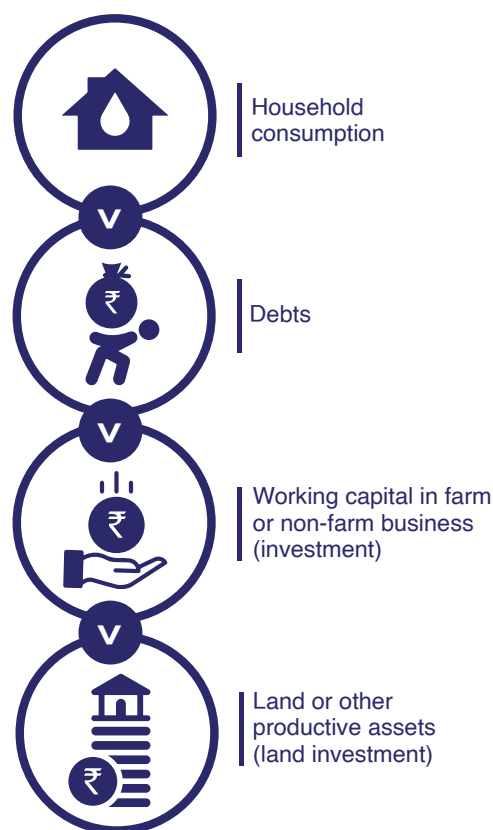 Household
consumption
V
₹
Debts
V
₹
Working capital in farm
or non-farm business
(investment)
V
Land or other
productive assets
(land investment)
₹